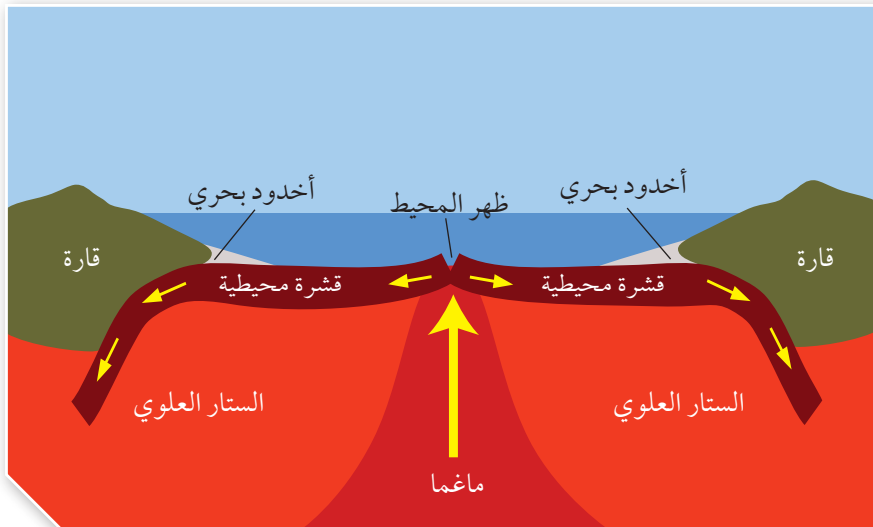 أخدود بحري
ظهر المحيط
أخدود بحري
قارة
قارة
قشرة محيطية
قشرة محيطية
الستار العلوي
الستار العلوي
ماغما